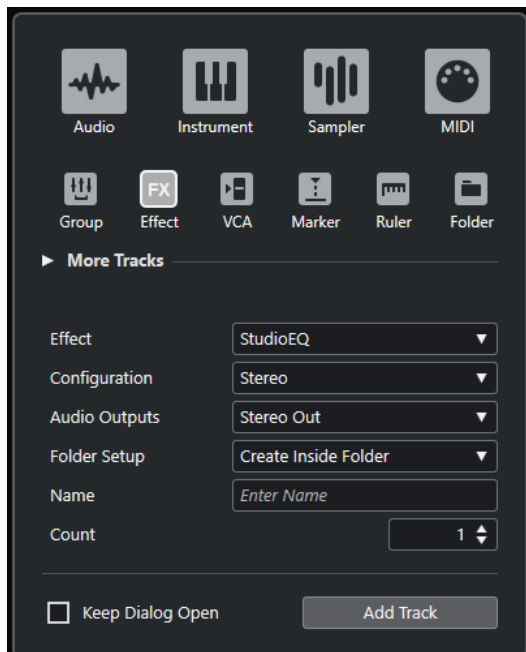 Audio Instrument Sampler MIDI
FX
Group Effect VCA Marker Ruler Folder
More Tracks
Effect StudioEQ
Configuration Stereo
Audio Outputs Stereo Out
Folder Setup Create Inside Folder
Name Enter Name
Count 1
Keep Dialog Open Add Track